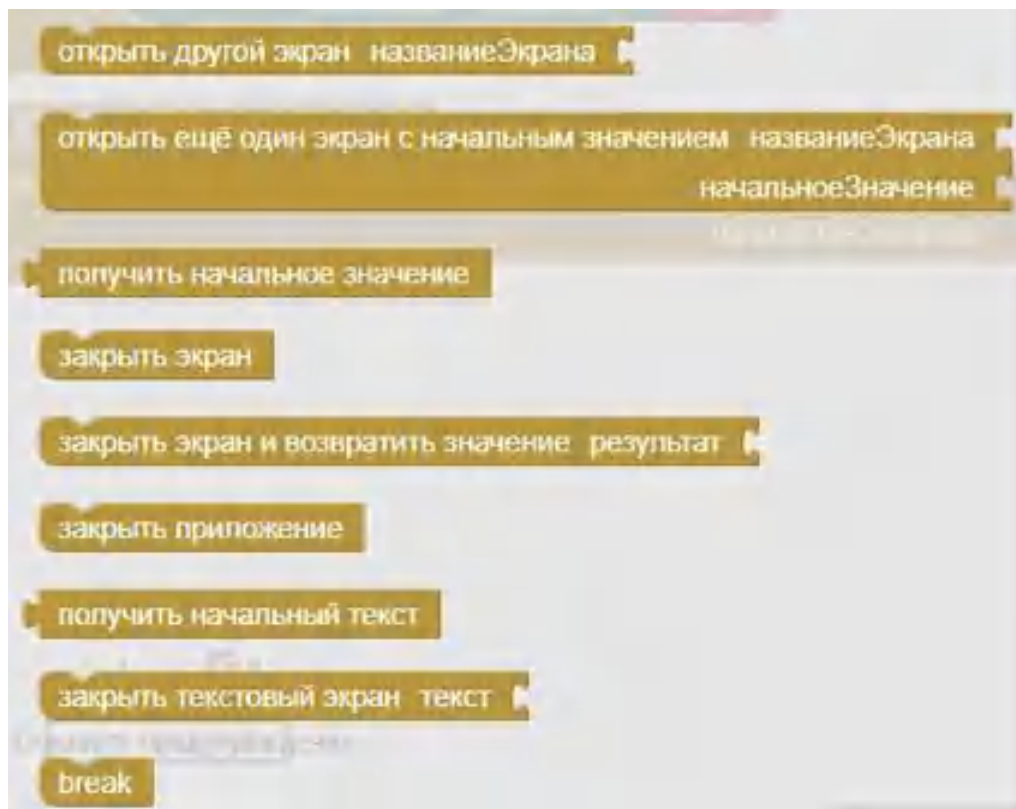 открыть другой экран названиеЭкрана
открыть ещё один экран с начальным значением названиеЭкрана
начальноеЗначение
получить начальное значение
закрыть экран
закрыть экран и возвратить значение результат
закрыть приложение
получить начальный текст
закрыть текстовый экран текст
break